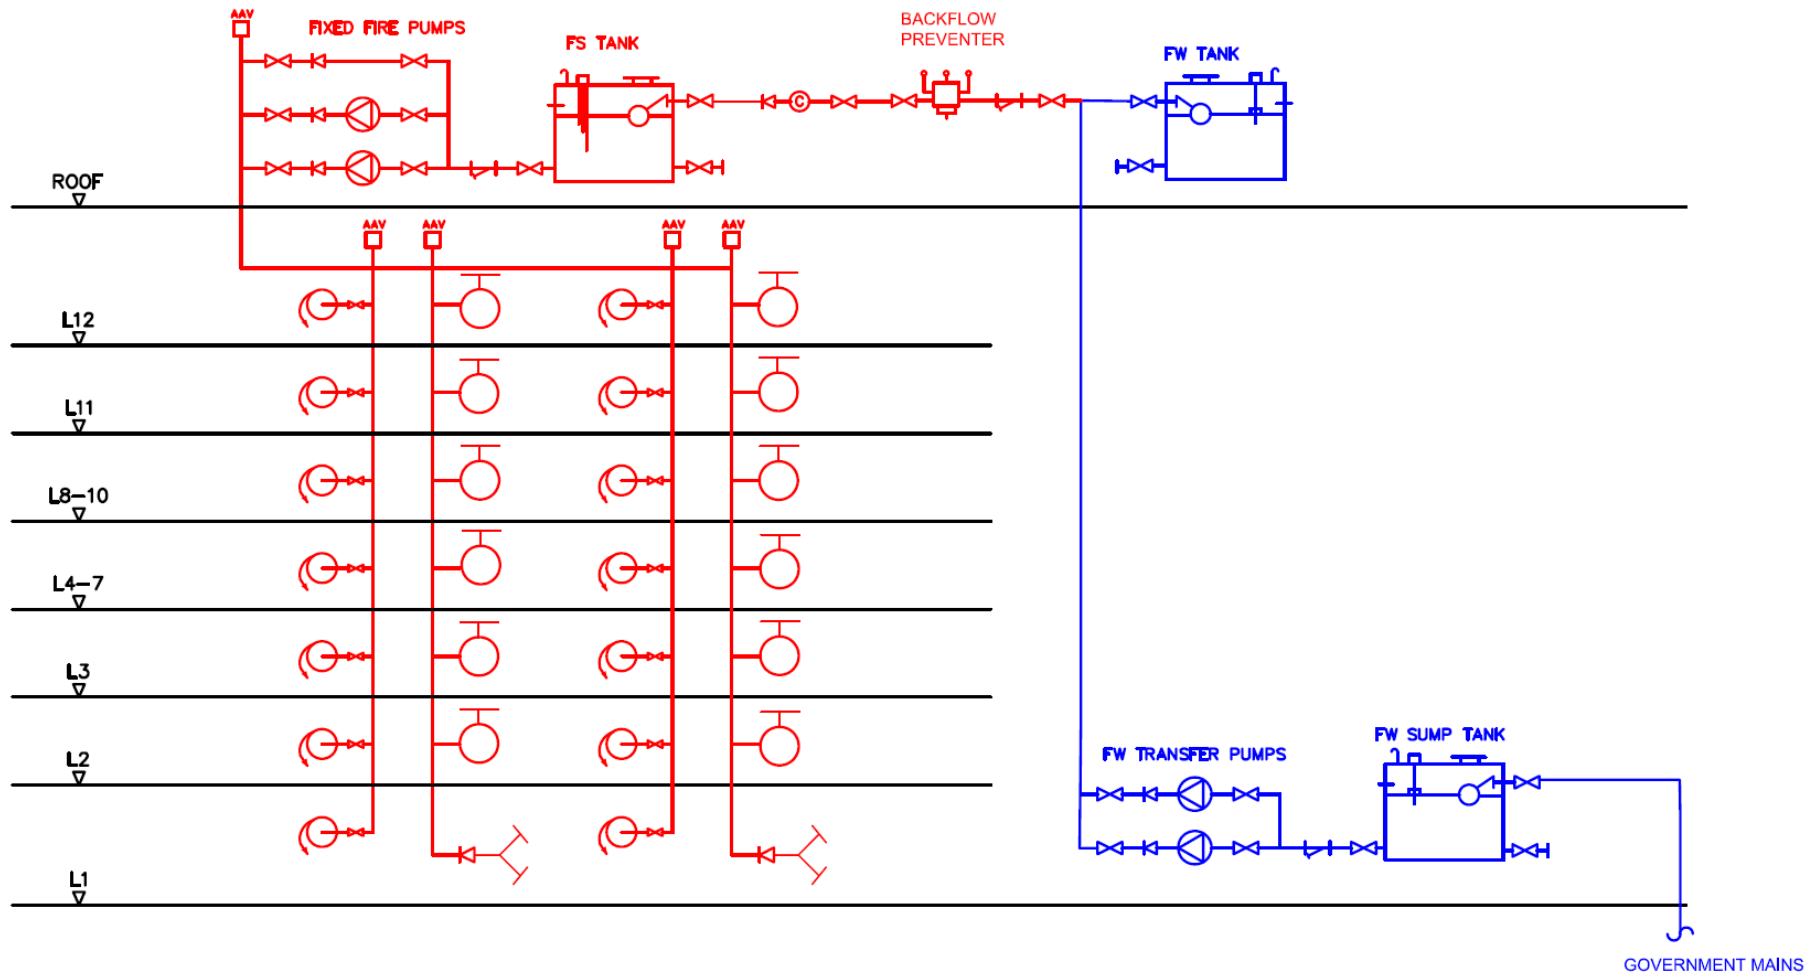 AAV
FIXED FIRE PUMPS
FS TANK
BACKFLOW
PREVENTER
FW TANK
C
ROOF
AAV
AAV
AAV
AAV
L12
L11
L8-10
L4-7
L3
L2
FW TRANSFER PUMPS
FW SUMP TANK
L1
GOVERNMENT MAINS